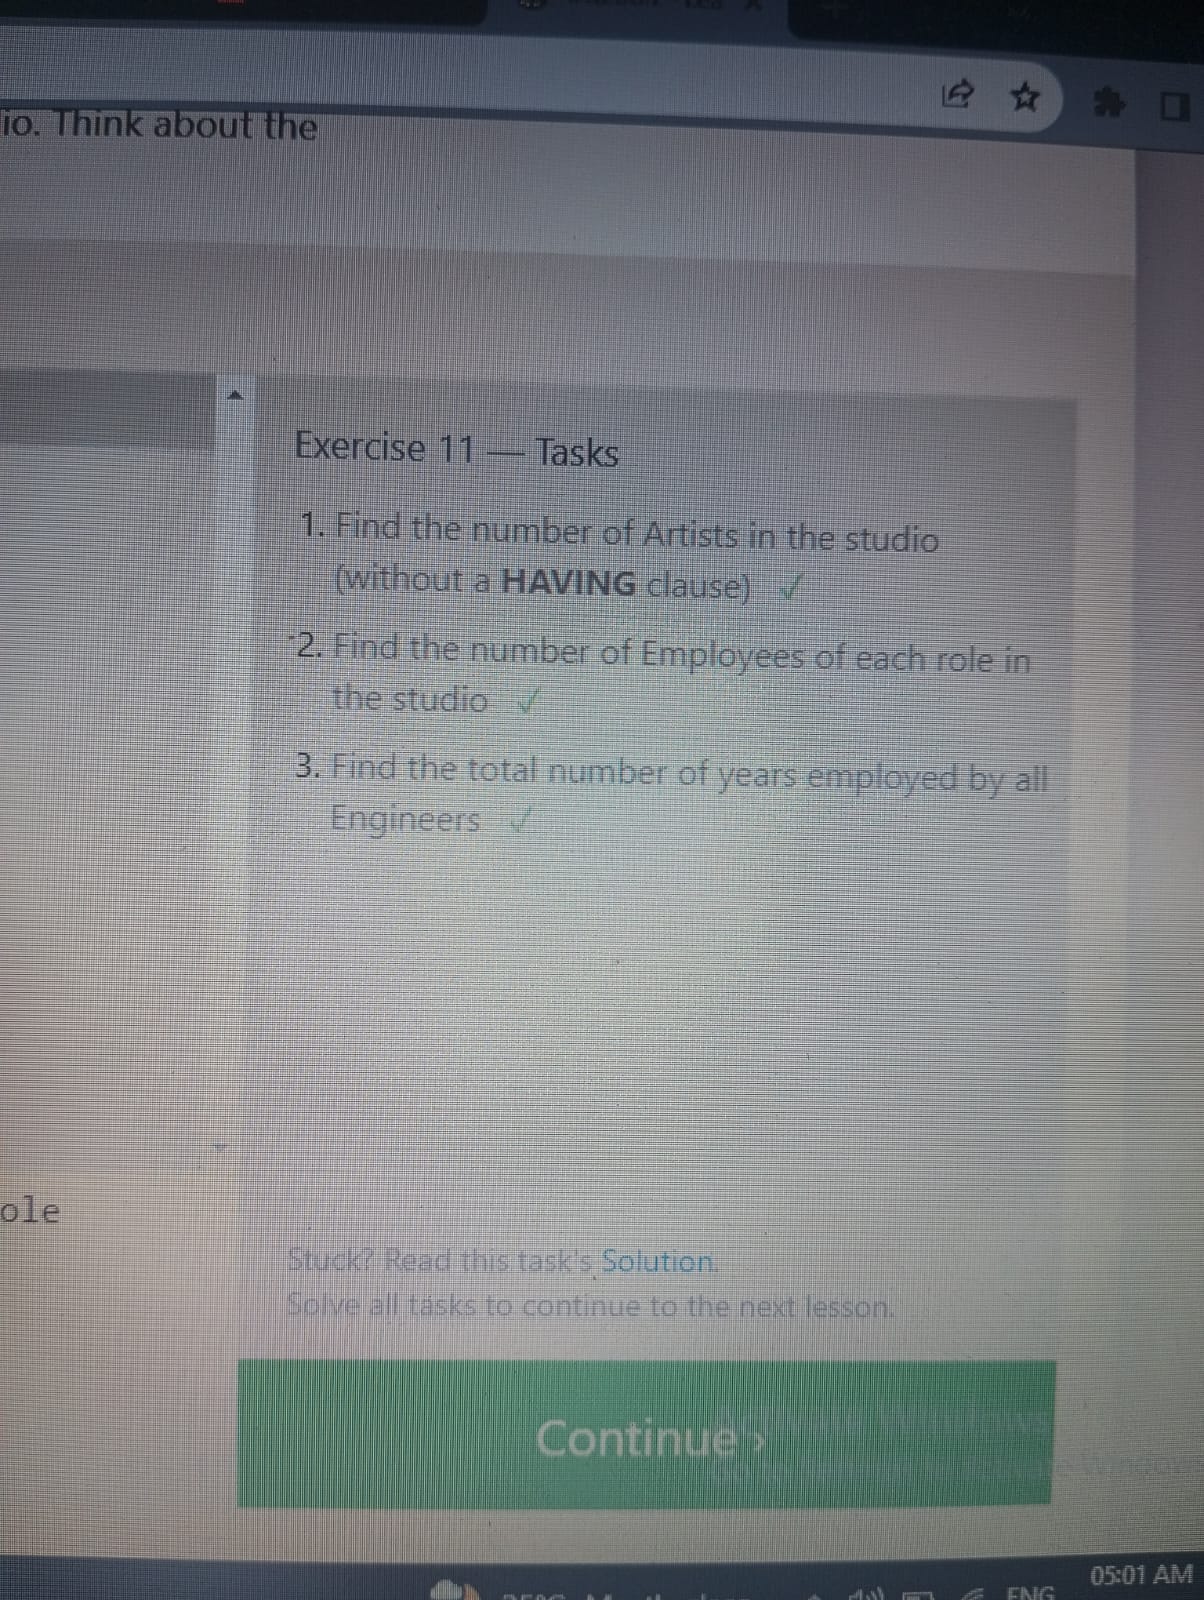 io. Think about the
Exercise 11 — Tasks
1. Find the number of Artists in the studio
(without a HAVING clause) ✓
2. Find the number of Employees of each role in
the studio ✓
3. Find the total number of years employed by all
Engineers ✓
ole
Stuck? Read this task's Solution.
Solve all tasks to continue to the next lesson.
Continue ›
ENG
05:01 AM